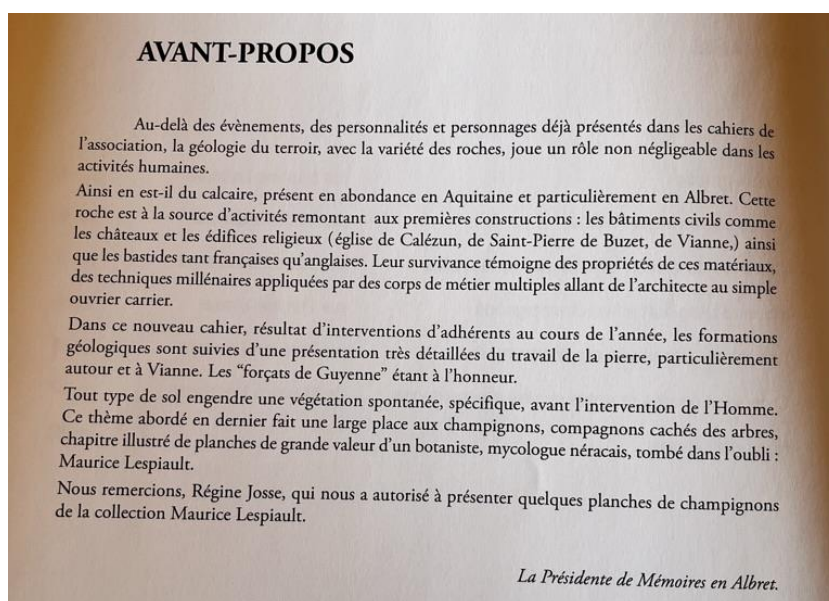 AVANT-PROPOS
Au-delà des évènements, des personnalités et personnages déjà présentés dans les cahiers de
l'association, la géologie du terroir, avec la variété des roches, joue un rôle non négligeable dans les
activités humaines.
Ainsi en est-il du calcaire, présent en abondance en Aquitaine et particulièrement en Albret. Cette
roche est à la source d'activités remontant aux premières constructions : les bâtiments civils comme
les châteaux et les édifices religieux (église de Calézun, de Saint-Pierre de Buzet, de Vianne,) ainsi
que les bastides tant françaises qu'anglaises. Leur survivance témoigne des propriétés de ces matériaux,
des techniques millénaires appliquées par des corps de métier multiples allant de l'architecte au simple
ouvrier carrier.
Dans ce nouveau cahier, résultat d'interventions d'adhérents au cours de l'année, les formations
géologiques sont suivies d'une présentation très détaillées du travail de la pierre, particulièrement
autour et à Vianne. Les “forçats de Guyenne” étant à l'honneur.
Tout type de sol engendre une végétation spontanée, spécifique, avant l'intervention de l'Homme.
Ce thème abordé en dernier fait une large place aux champignons, compagnons cachés des arbres,
chapitre illustré de planches de grande valeur d'un botaniste, mycologue néracais, tombé dans l'oubli :
Maurice Lespiault.
Nous remercions, Régine Josse, qui nous a autorisé à présenter quelques planches de champignons
de la collection Maurice Lespiault.
La Présidente de Mémoires en Albret.